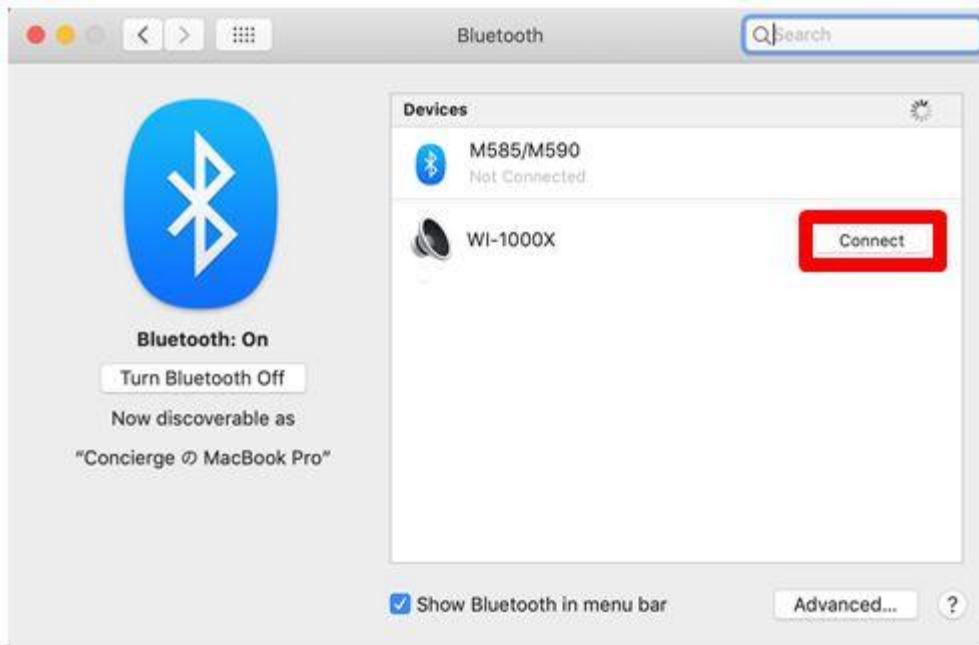 Bluetooth
Search
Devices
M585/M590
Not Connected
WI-1000X
Connect
Bluetooth: On
Turn Bluetooth Off
Now discoverable as
“Concierge の MacBook Pro”
Show Bluetooth in menu bar
Advanced...
?